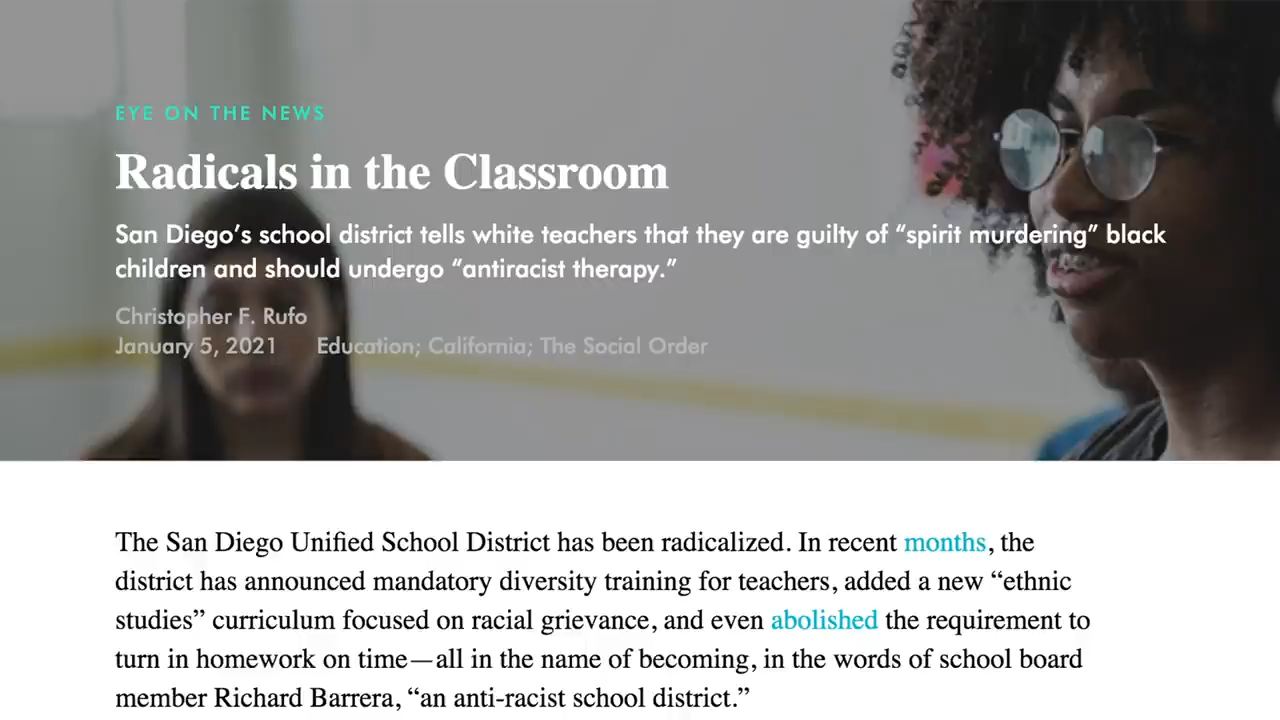 EYE ON THE NEWS
Radicals in the Classroom
San Diego’s school district tells white teachers that they are guilty of “spirit murdering” black
children and should undergo “antiracist therapy.”
Christopher F. Rufo
January 5, 2021 Education; California; The Social Order
The San Diego Unified School District has been radicalized. In recent months, the
district has announced mandatory diversity training for teachers, added a new “ethnic
studies” curriculum focused on racial grievance, and even abolished the requirement to
turn in homework on time—all in the name of becoming, in the words of school board
member Richard Barrera, “an anti-racist school district.”